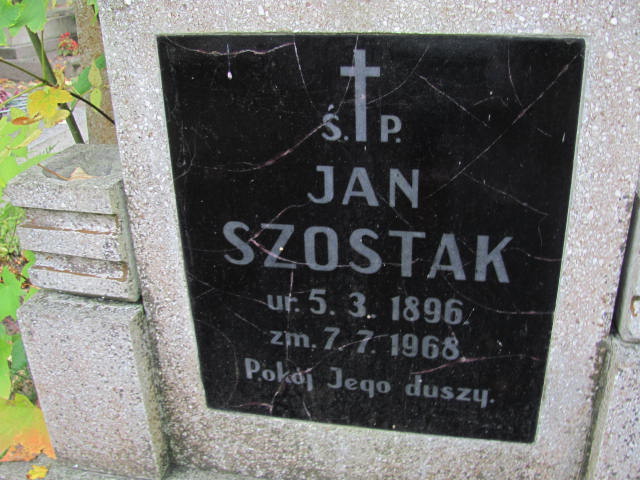 Ś. P.
JAN
SZOSTAK
ur. 5. 3. 1896.
zm. 7. 7. 1968
Pokój Jego duszy.